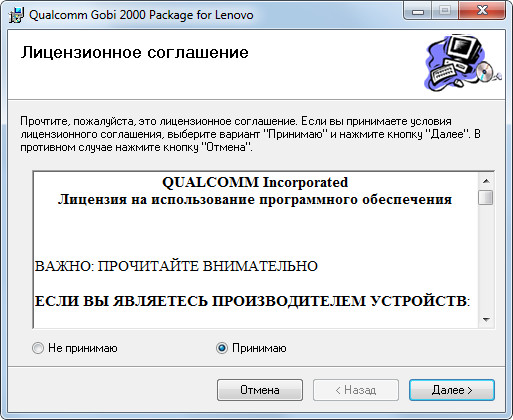 Qualcomm Gobi 2000 Package for Lenovo
Лицензионное соглашение
Прочтите, пожалуйста, это лицензионное соглашение. Если вы принимаете условия
лицензионного соглашения, выберите вариант "Принимаю" и нажмите кнопку "Далее". В
противном случае нажмите кнопку "Отмена".
QUALCOMM Incorporated
Лицензия на использование программного обеспечения
ВАЖНО: ПРОЧИТАЙТЕ ВНИМАТЕЛЬНО
ЕСЛИ ВЫ ЯВЛЯЕТЕСЬ ПРОИЗВОДИТЕЛЕМ УСТРОЙСТВ:
Не принимаю
Принимаю
Отмена
< Назад
Далее >